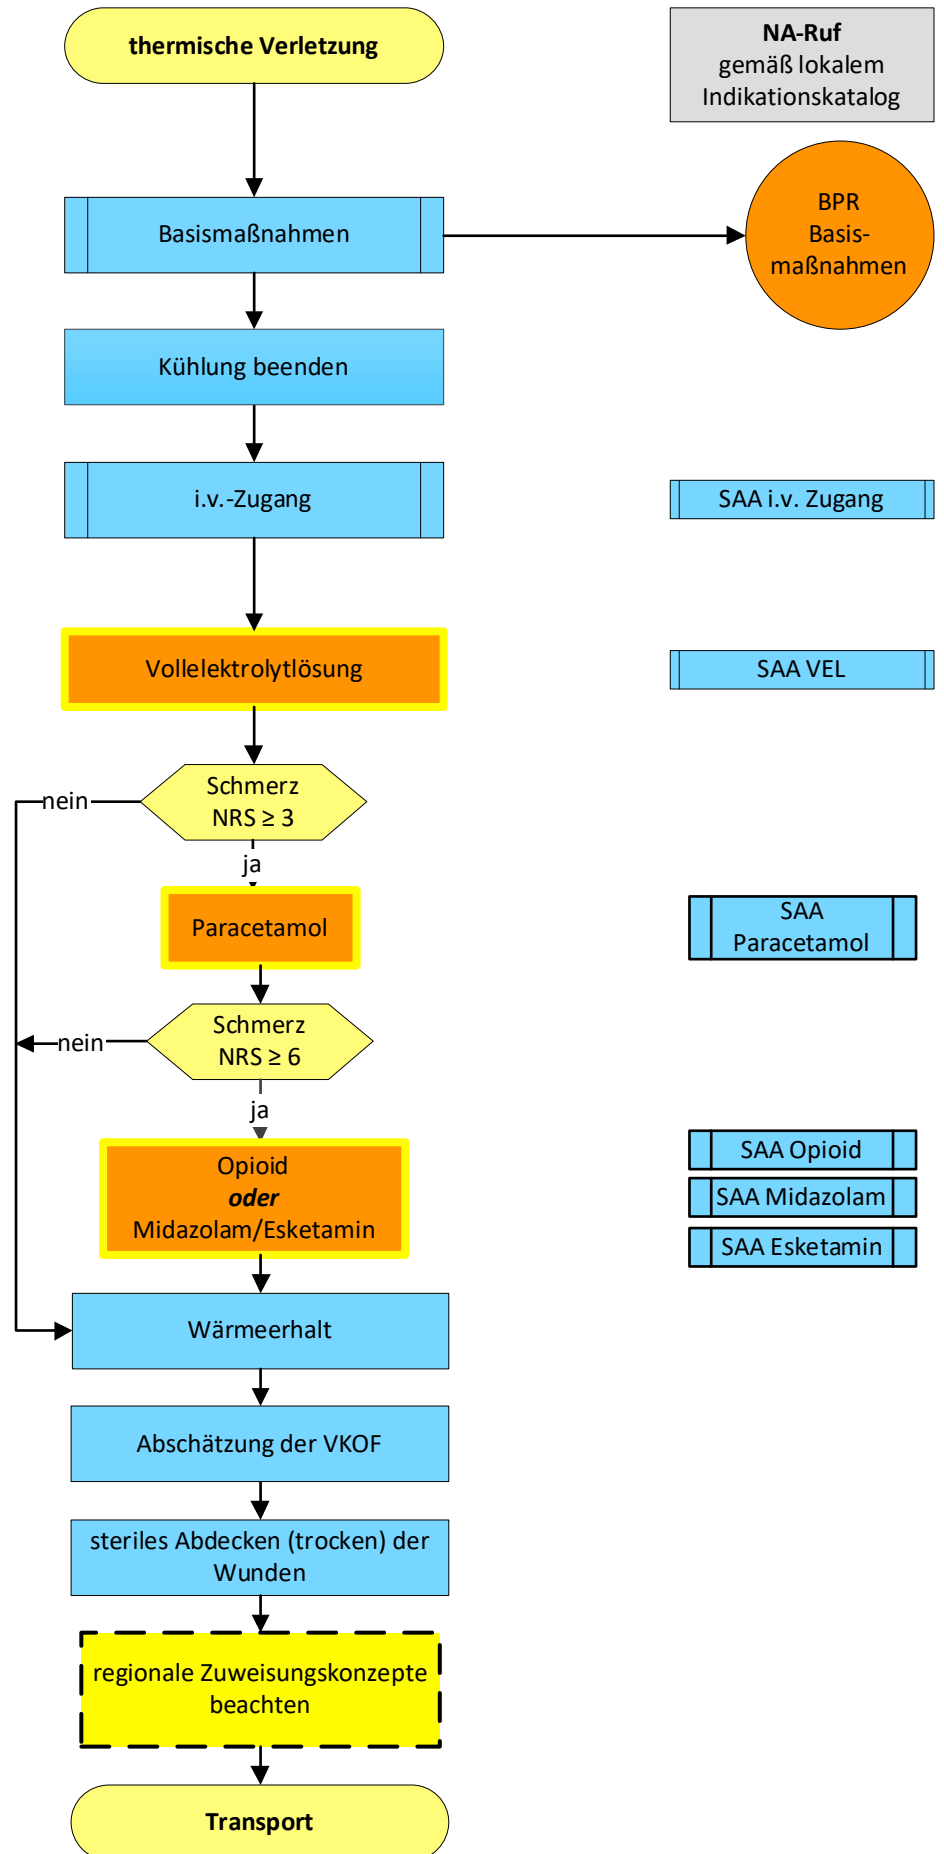 thermische Verletzung
NA-Ruf
gemäß lokalem
Indikationskatalog
Basismaßnahmen
BPR
Basis-
maßnahmen
Kühlung beenden
i.v.-Zugang
SAA i.v. Zugang
Vollelektrolytlösung
SAA VEL
Schmerz
NRS ≥ 3
nein
ja
Paracetamol
SAA
Paracetamol
Schmerz
NRS ≥ 6
nein
ja
Opioid
oder
Midazolam/Esketamin
SAA Opioid
SAA Midazolam
SAA Esketamin
Wärmeerhalt
Abschätzung der VKOF
steriles Abdecken (trocken) der
Wunden
regionale Zuweisungskonzepte
beachten
Transport